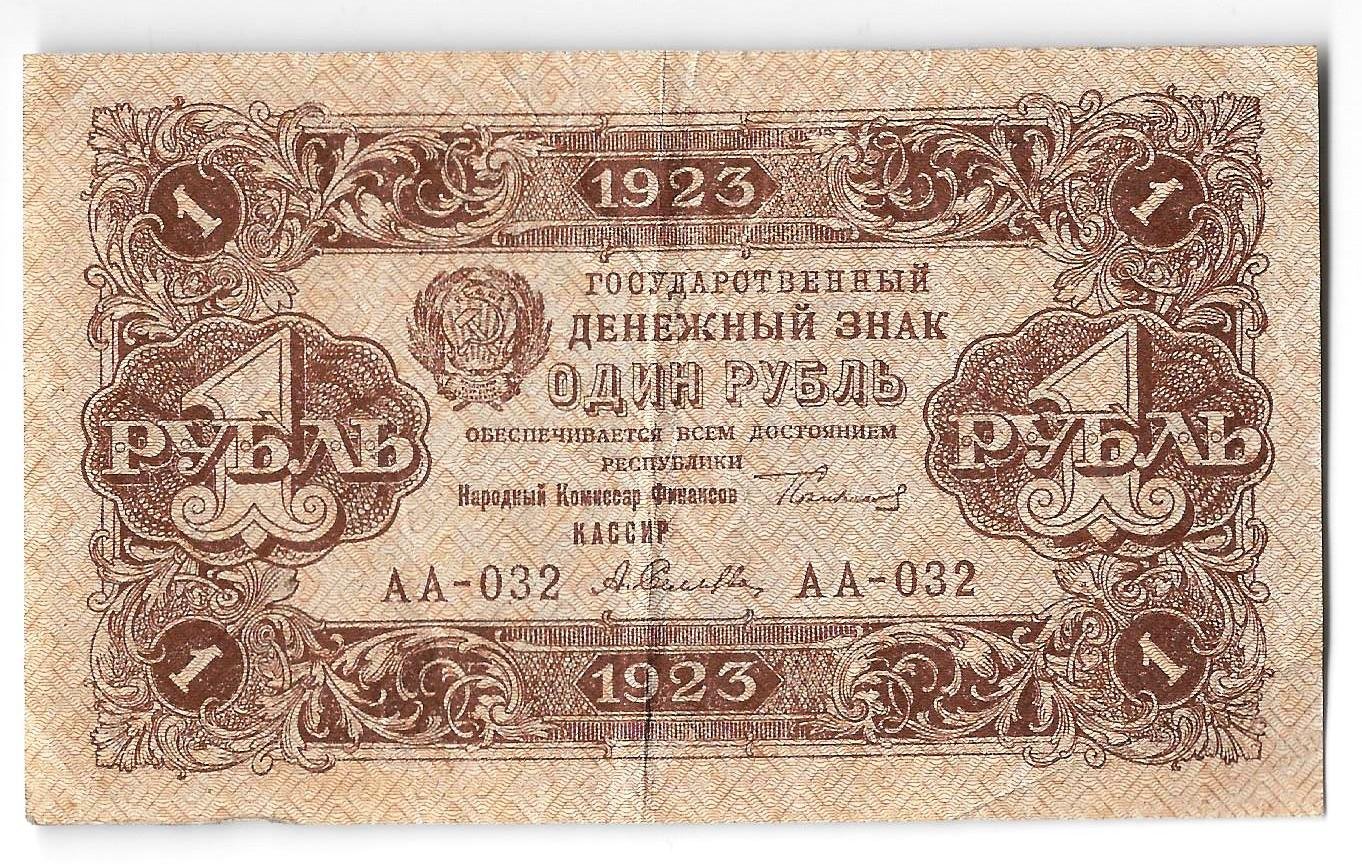 1923
1 1
ГОСУДАРСТВЕННЫЙ
ДЕНЕЖНЫЙ ЗНАК
ОДИН РУБЛЬ
1 РУБЛЬ 1 РУБЛЬ
ОБЕСПЕЧИВАЕТСЯ ВСЕМ ДОСТОЯНИЕМ
РЕСПУБЛИКИ
Народный Комиссар Финансов
КАССИР
АА-032 АА-032
1 1
1923